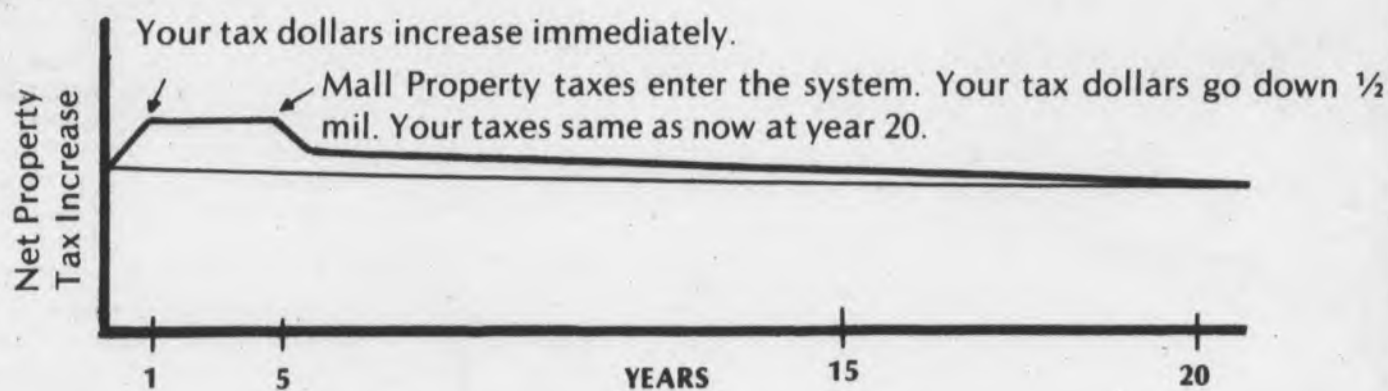 Your tax dollars increase immediately.
Mall Property taxes enter the system. Your tax dollars go down ½
mil. Your taxes same as now at year 20.
Net Property
Tax Increase
1 5 YEARS 15 20